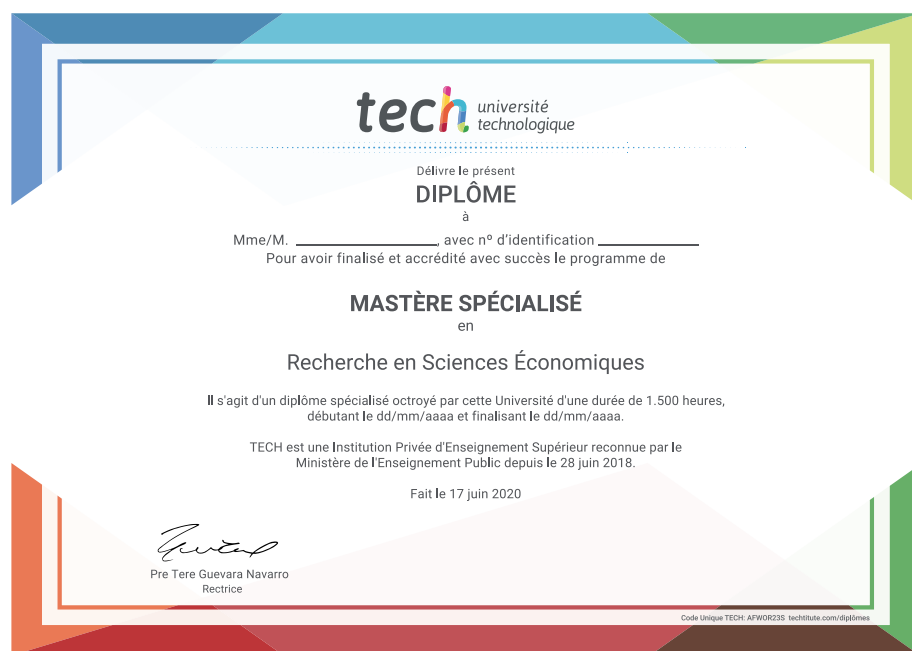 tech université
technologique
Délivre le présent
DIPLÔME
à
Mme/M. ____________________, avec nº d'identification ______________
Pour avoir finalisé et accrédité avec succès le programme de
MASTÈRE SPÉCIALISÉ
en
Recherche en Sciences Économiques
Il s'agit d'un diplôme spécialisé octroyé par cette Université d'une durée de 1.500 heures,
débutant le dd/mm/aaaa et finalisant le dd/mm/aaaa.
TECH est une Institution Privée d'Enseignement Supérieur reconnue par le
Ministère de l'Enseignement Public depuis le 28 juin 2018.
Fait le 17 juin 2020
Pre Tere Guevara Navarro
Rectrice
Code Unique TECH: AFWOR23S techtitute.com/diplômes